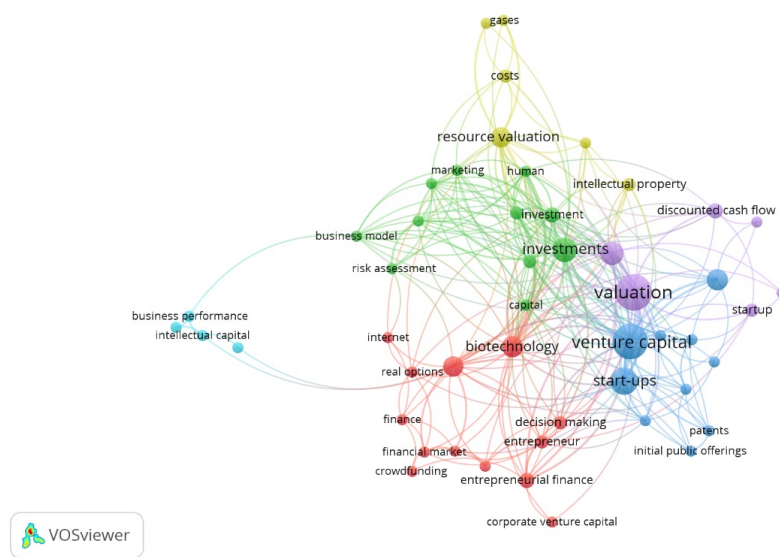 gases
costs
resource valuation
marketing
human
intellectual property
discounted cash flow
investment
business model
investments
risk assessment
valuation
capital
startup
business performance
intellectual capital
internet
biotechnology
venture capital
real options
start-ups
finance
decision making
patents
entrepreneur
initial public offerings
financial market
crowdfunding
entrepreneurial finance
corporate venture capital
VOSviewer